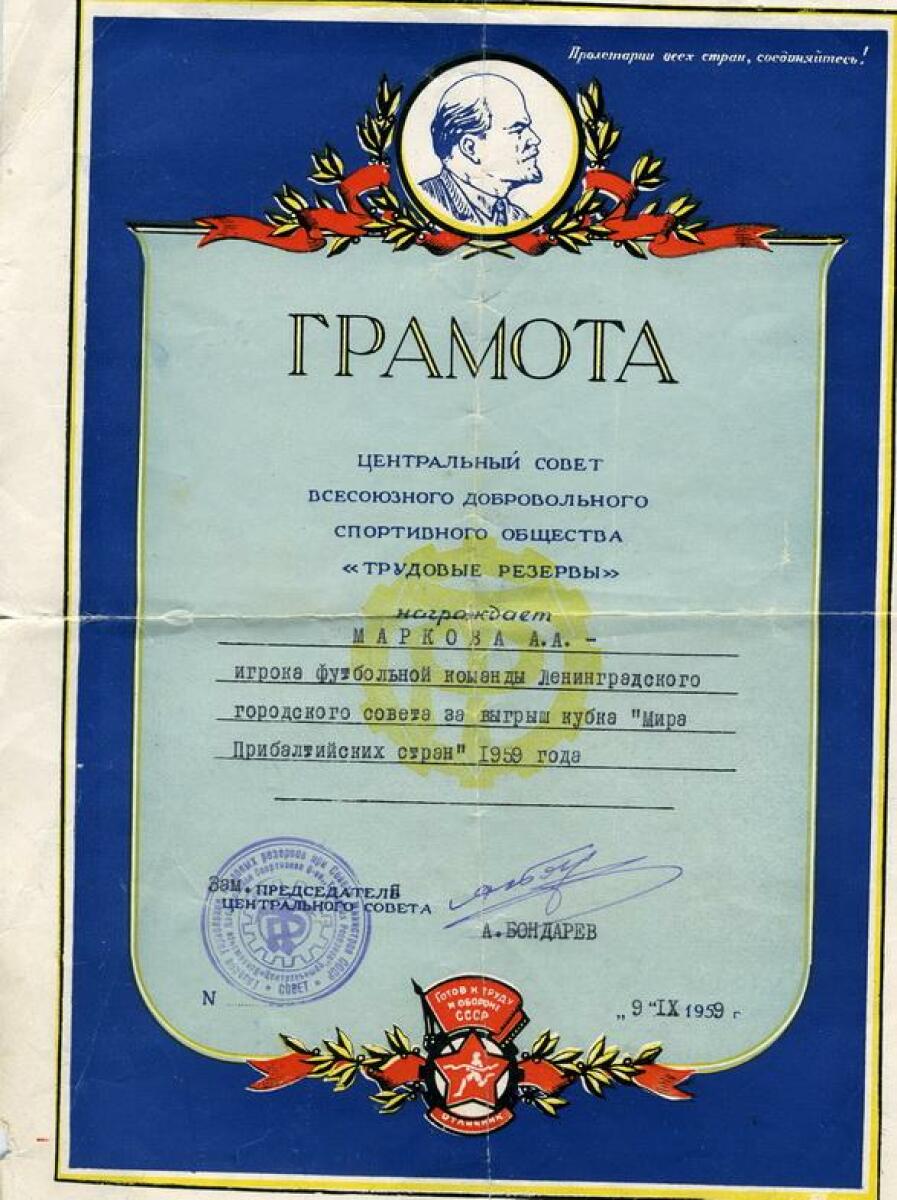 Пролетарии всех стран, соединяйтесь!
ГРАМОТА
ЦЕНТРАЛЬНЫЙ СОВЕТ
ВСЕСОЮЗНОГО ДОБРОВОЛЬНОГО
СПОРТИВНОГО ОБЩЕСТВА
«ТРУДОВЫЕ РЕЗЕРВЫ»
награждает
МАРКОВА А.А. –
игрока футбольной команды Ленинградского
городского совета за выгрыш кубка "Мира
Прибалтийских стран" 1959 года
Зам. ПРЕДСЕДАТЕЛЯ
ЦЕНТРАЛЬНОГО СОВЕТА
А.БОНДАРЕВ
СОВЕТ
N
„9" IX 1959 г
ГОТОВ К ТРУДУ
И ОБОРОНЕ
СССР
ОТЛИЧНИК